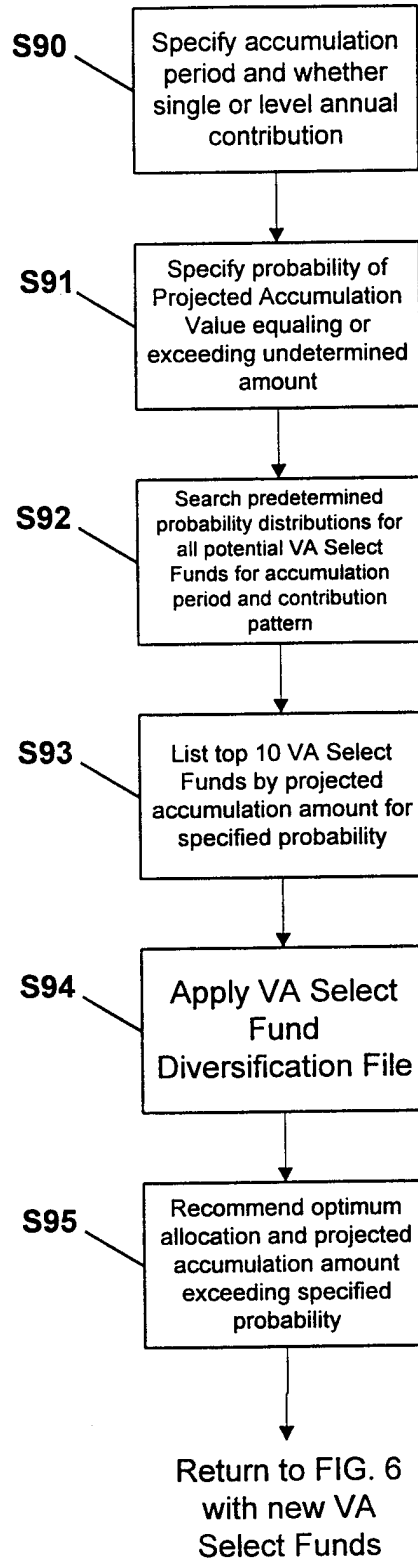 S90
Specify accumulation
period and whether
single or level annual
contribution
S91
Specify probability of
Projected Accumulation
Value equaling or
exceeding undetermined
amount
S92
Search predetermined
probability distributions for
all potential VA Select
Funds for accumulation
period and contribution
pattern
S93
List top 10 VA Select
Funds by projected
accumulation amount for
specified probability
S94
Apply VA Select
Fund
Diversification File
S95
Recommend optimum
allocation and projected
accumulation amount
exceeding specified
probability
Return to FIG. 6
with new VA
Select Funds